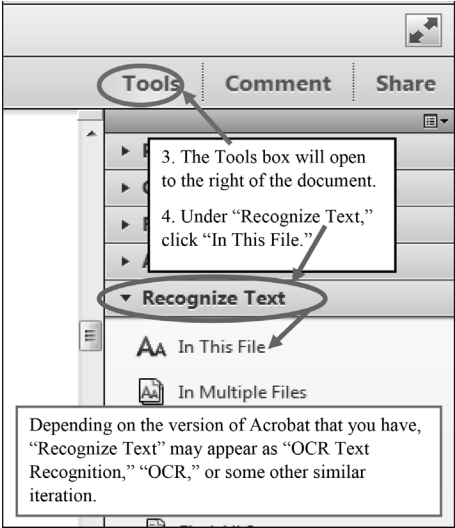 Tools Comment Share
3. The Tools box will open
to the right of the document.
4. Under “Recognize Text,”
click “In This File.”
Recognize Text
In This File
In Multiple Files
Depending on the version of Acrobat that you have,
“Recognize Text” may appear as “OCR Text
Recognition,” “OCR,” or some other similar
iteration.